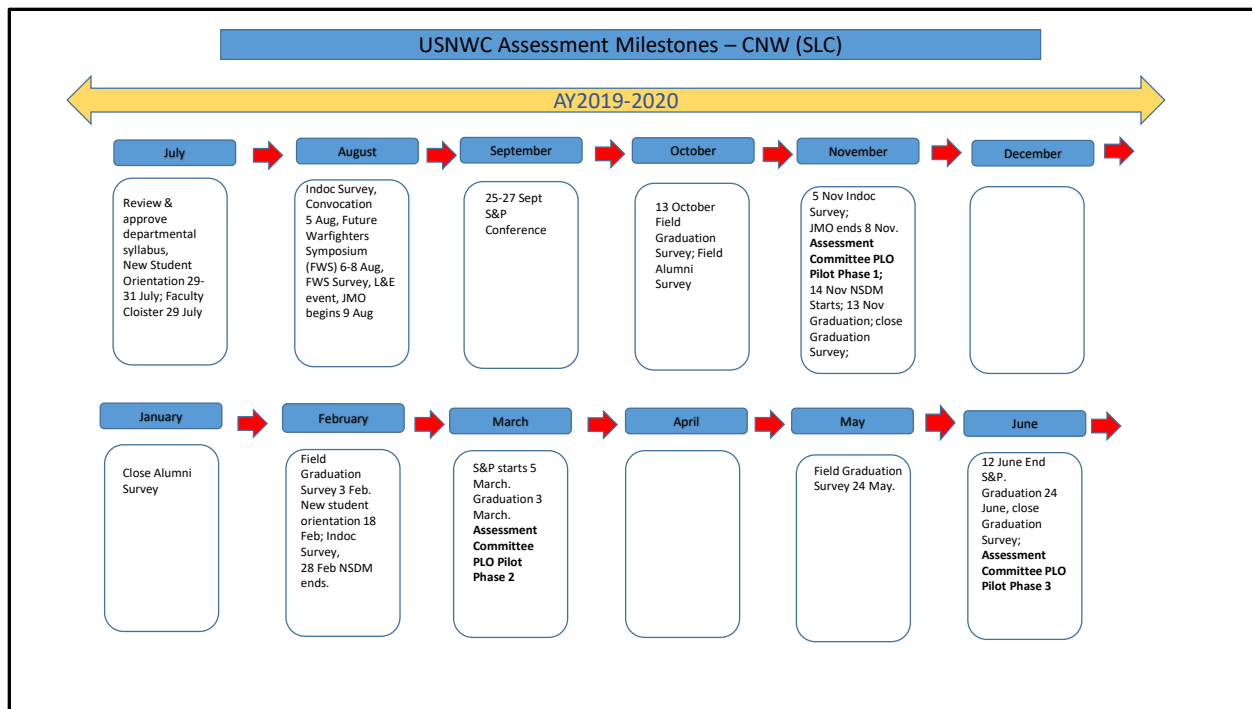 USNWC Assessment Milestones – CNW (SLC)
AY2019-2020
July
August
September
October
November
December
Review &
approve
departmental
syllabus,
New Student
Orientation 29-
31 July; Faculty
Cloister 29 July
Indoc Survey,
Convocation
5 Aug, Future
Warfighters
Symposium
(FWS) 6-8 Aug,
FWS Survey, L&E
event, JMO
begins 9 Aug
25-27 Sept
S&P
Conference
13 October
Field
Graduation
Survey; Field
Alumni
Survey
5 Nov Indoc
Survey;
JMO ends 8 Nov.
Assessment
Committee PLO
Pilot Phase 1;
14 Nov NSDM
Starts; 13 Nov
Graduation; close
Graduation
Survey;
January
February
March
April
May
June
Close Alumni
Survey
Field
Graduation
Survey 3 Feb.
New student
orientation 18
Feb; Indoc
Survey,
28 Feb NSDM
ends.
S&P starts 5
March.
Graduation 3
March.
Assessment
Committee
PLO Pilot
Phase 2
Field Graduation
Survey 24 May.
12 June End
S&P.
Graduation 24
June, close
Graduation
Survey;
Assessment
Committee PLO
Pilot Phase 3